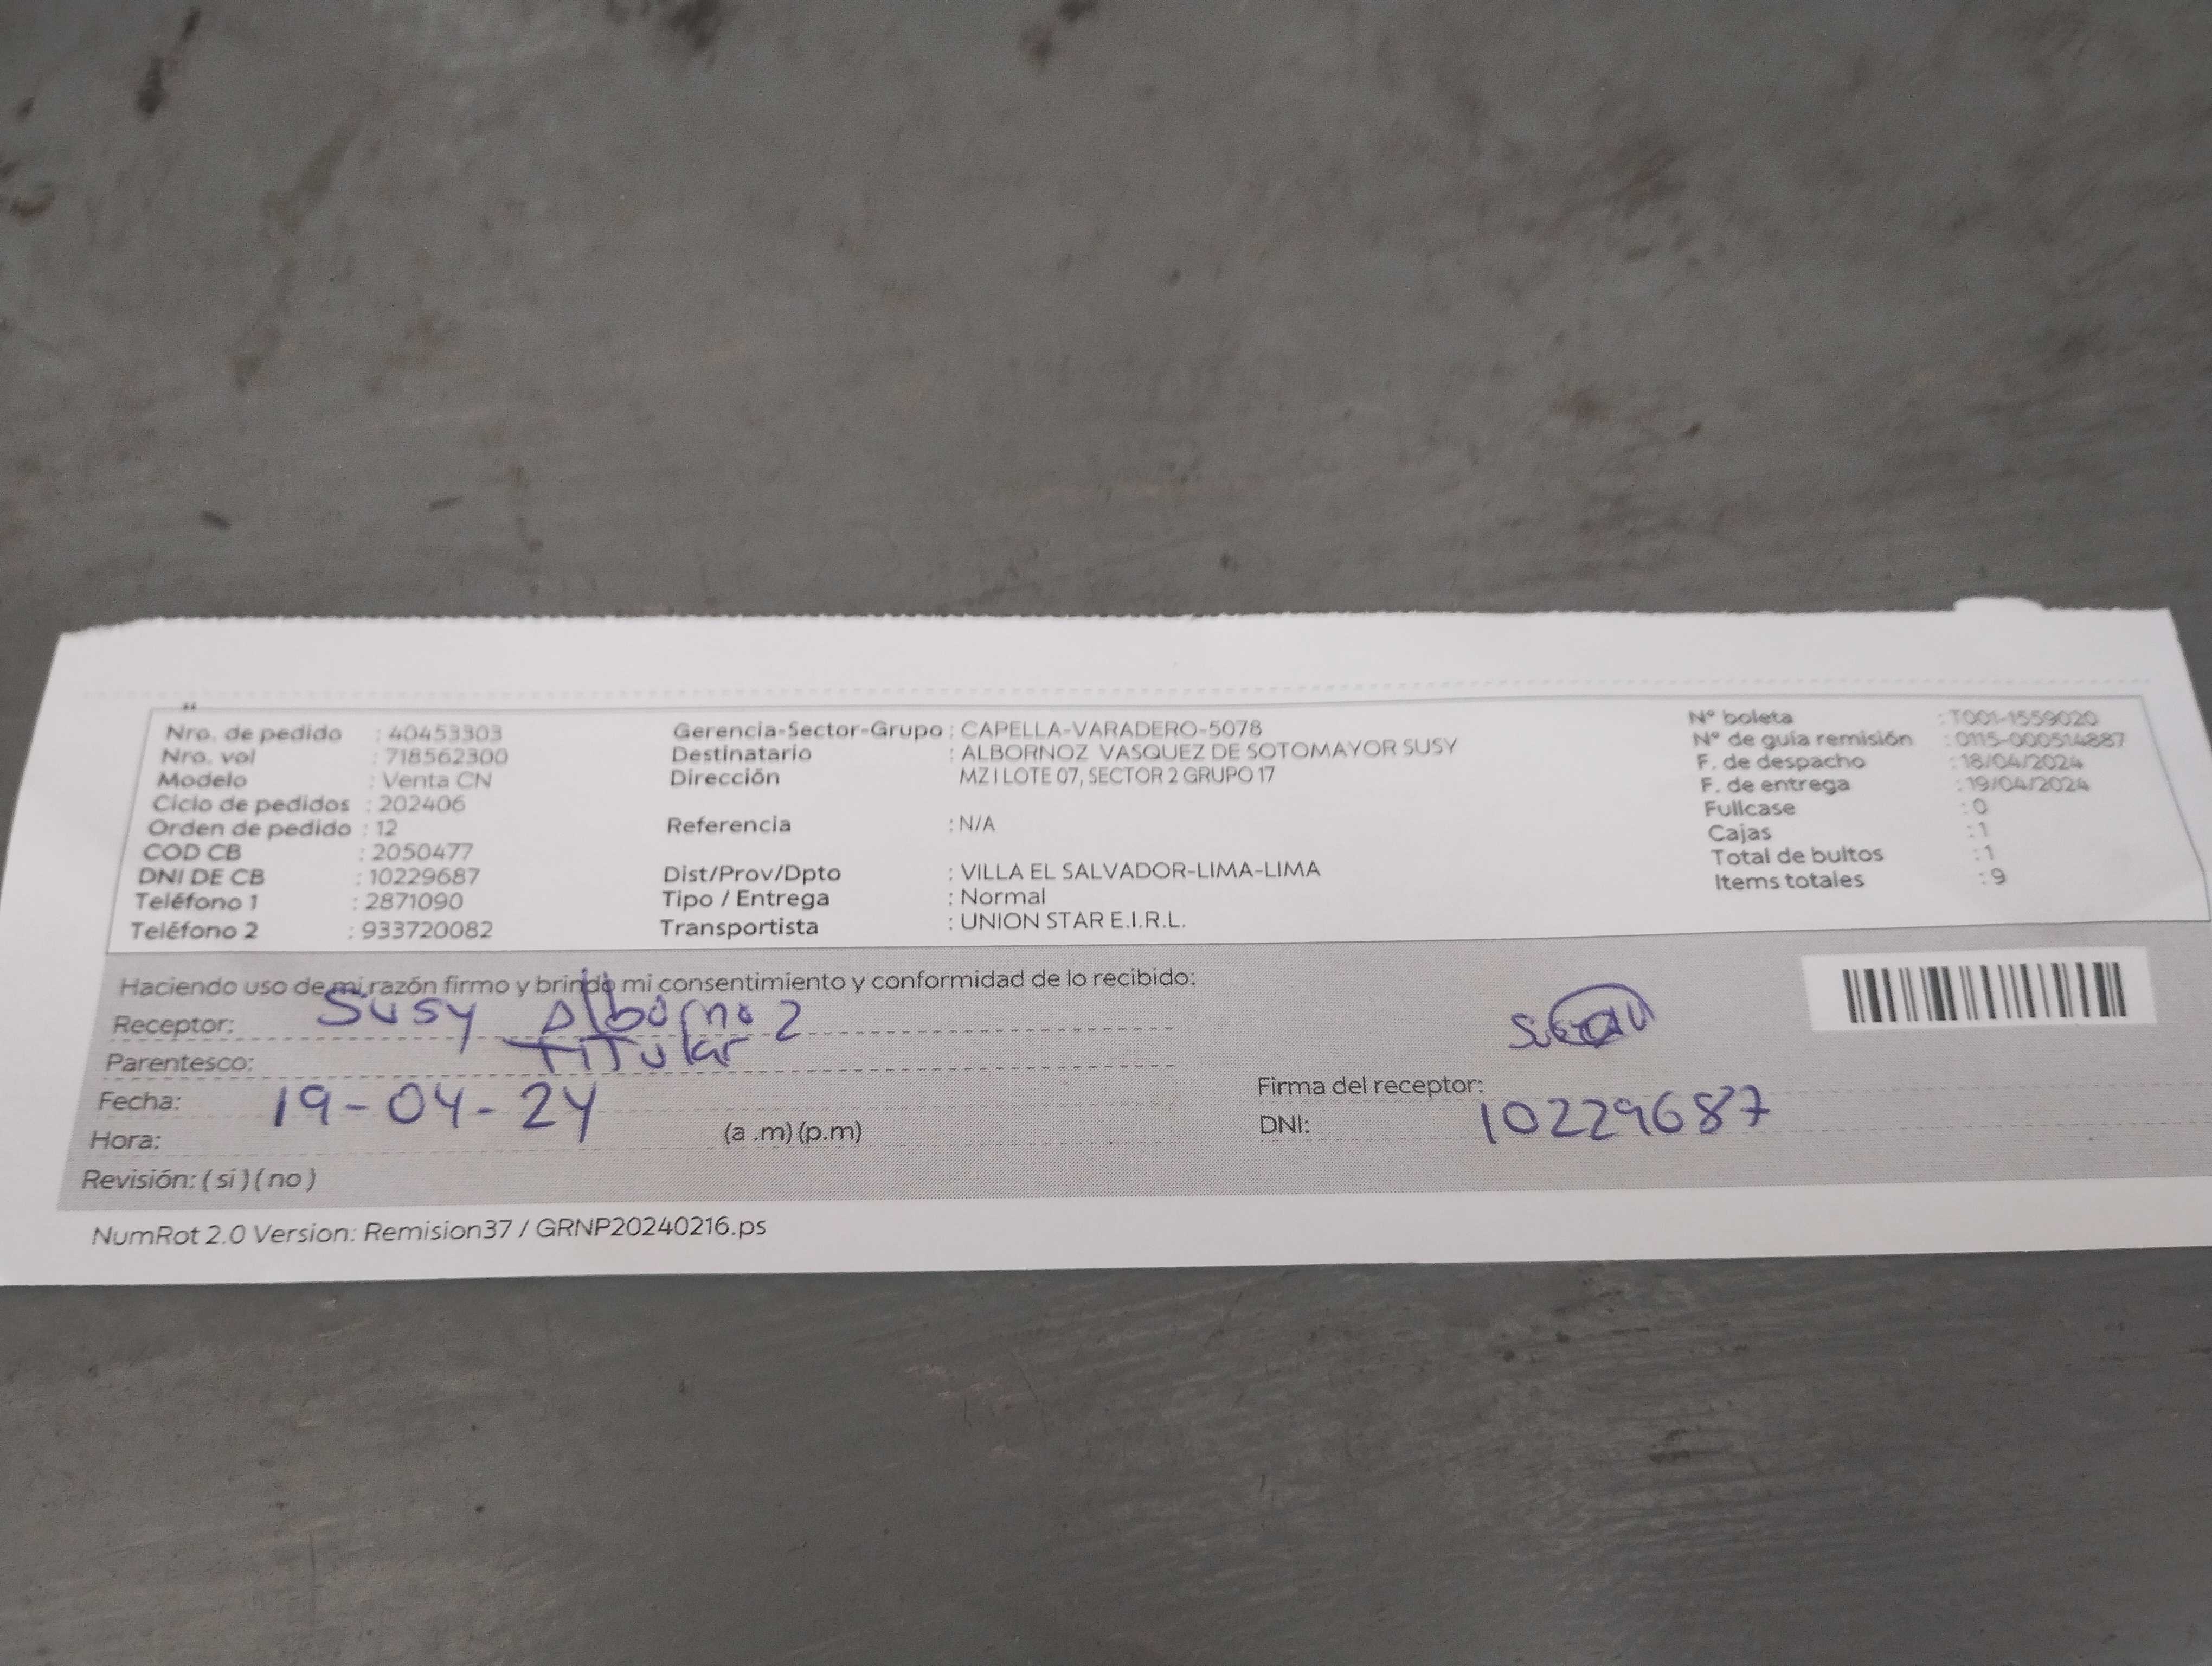 Nro. de pedido : 40453303
Nro. vol : 718562300
Modelo : Venta CN
Ciclo de pedidos : 202406
Orden de pedido : 12
COD CB : 2050477
DNI DE CB : 10229687
Teléfono 1 : 2871090
Teléfono 2 : 933720082
Gerencia-Sector-Grupo : CAPELLA-VARADERO-5078
Destinatario : ALBORNOZ VASQUEZ DE SOTOMAYOR SUSY
Dirección MZ I LOTE 07, SECTOR 2 GRUPO 17
Referencia : N/A
Dist/Prov/Dpto : VILLA EL SALVADOR-LIMA-LIMA
Tipo / Entrega : Normal
Transportista : UNION STAR E.I.R.L.
N° boleta : T001-1559020
N° de guía remisión : 0115-000514887
F. de despacho : 18/04/2024
F. de entrega : 19/04/2024
Fullcase : 0
Cajas : 1
Total de bultos : 1
Items totales : 9
Haciendo uso de mi razón firmo y brindo mi consentimiento y conformidad de lo recibido:
Receptor: Susy Albornoz
Parentesco: Titular
Fecha: 19-04-24
Hora: (a .m) (p.m)
Revisión: ( si ) ( no )
Firma del receptor:
DNI: 10229687
NumRot 2.0 Version: Remision37 / GRNP20240216.ps